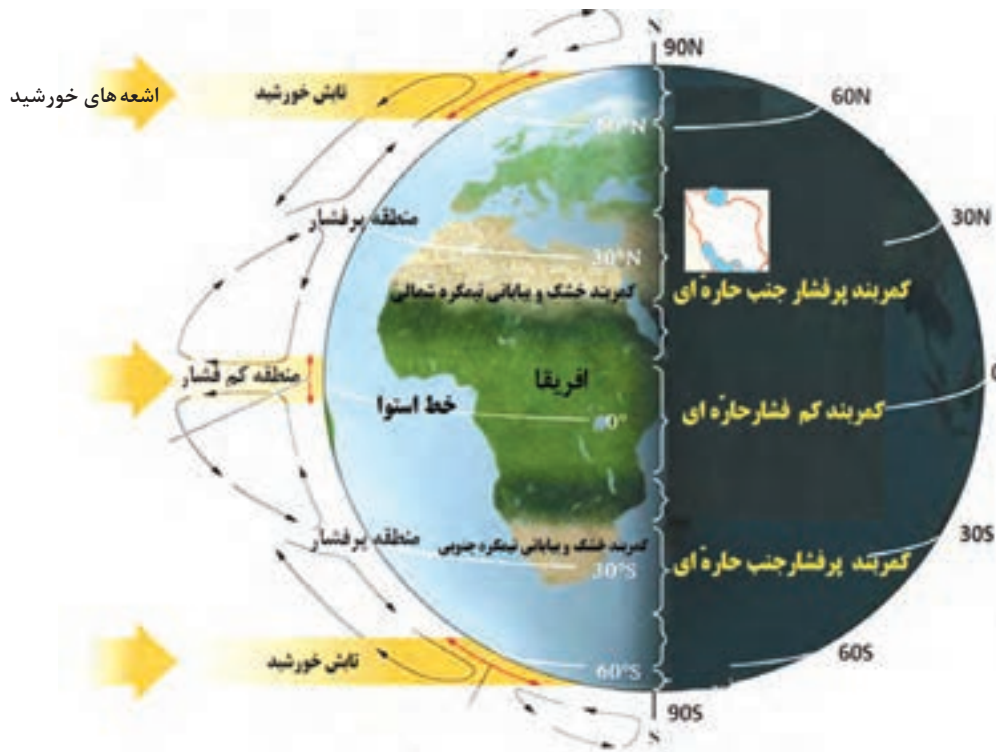 90N
اشعه های خورشید
تابش خورشید
60N
60°N
منطقه پرفشار
30N
30°N
کمربند خشک و بیابانی نیمکره شمالی
کمربند پرفشار جنب حارّه ای
منطقه کم فشار
افریقا
خط استوا
0°
0
کمربند کم فشارحارّه ای
منطقه پرفشار
کمربند خشک و بیابانی نیمکره جنوبی
30°S
30S
کمربند پرفشارجنب حارّه ای
تابش خورشید
60°S
60S
90S